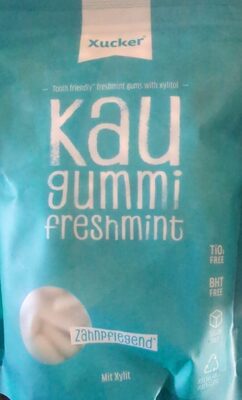 Xucker®
Tooth friendly* freshmint gums with xylitol
Kau
gummi
freshmint
TiO₂
FREE
BHT
FREE
Zahnpflegend*
Mit Xylit